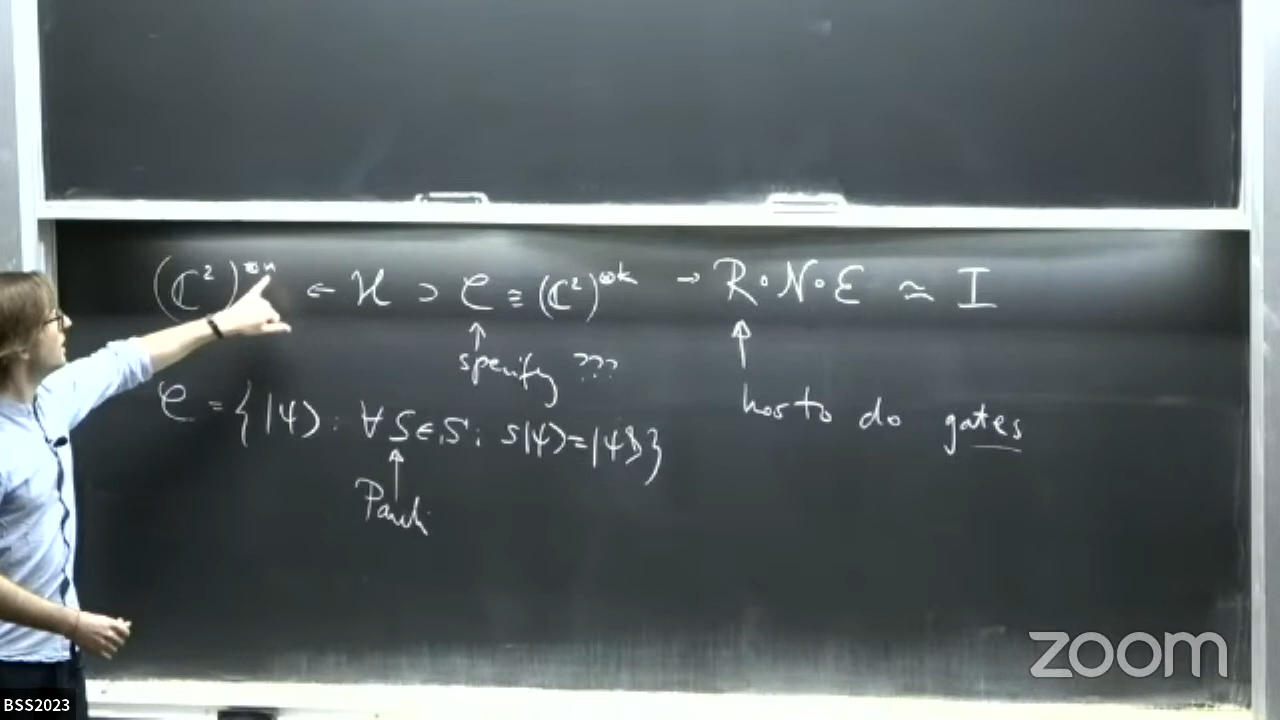 (ℂ²)^{⊗n} ← ℋ ⊃ 𝒞 ≡ (ℂ²)^{⊗k} → R∘N∘ℰ ≃ I
↑
specify ???
↑
how to do gates
𝒞 = {|ψ⟩ : ∀ S ∈ 𝒮 : s|ψ⟩ = |ψ⟩}
↑
Pauli
zoom
BSS2023